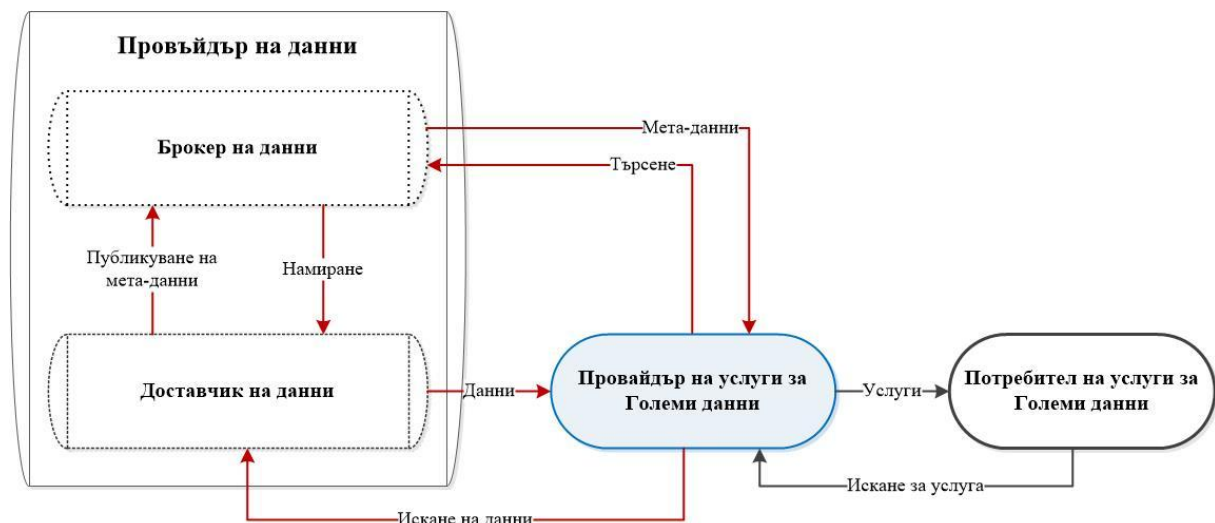 Провъйдър на данни
Брокер на данни
Мета-данни
Търсене
Публикуване на
мета-данни
Намиране
Доставчик на данни
Данни
Провайдър на услуги за
Големи данни
Услуги
Потребител на услуги за
Големи данни
Искане за услуга
Искане на данни